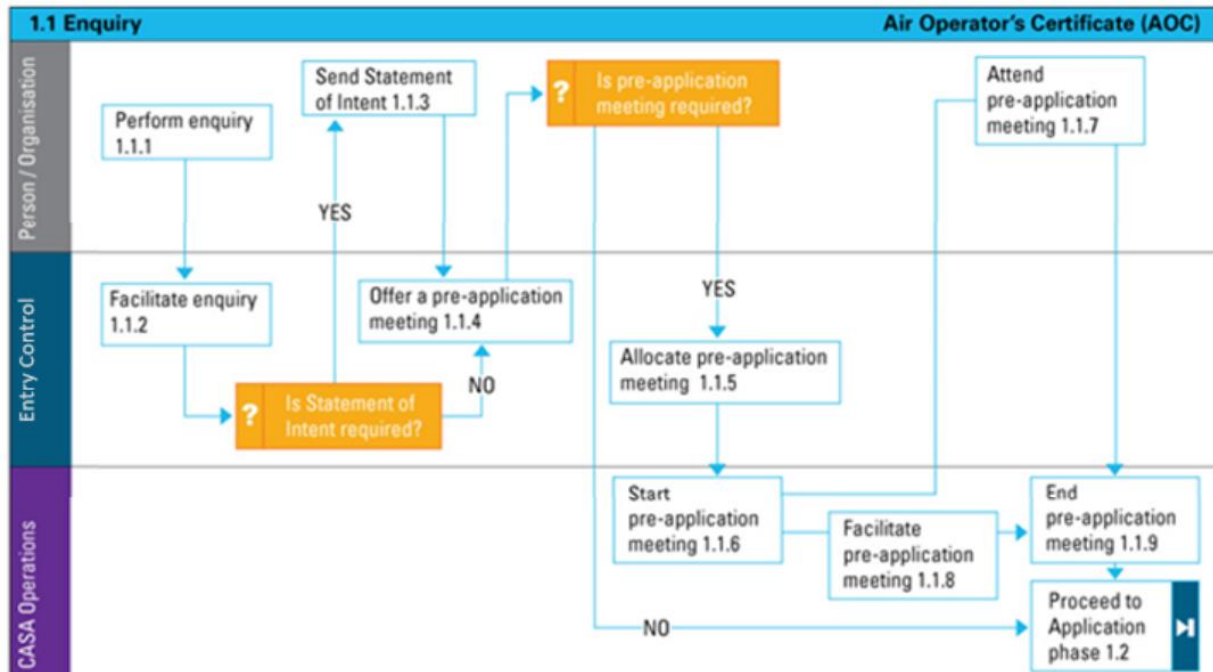 1.1 Enquiry
Air Operator's Certificate (AOC)
Person / Organisation
Perform enquiry
1.1.1
Send Statement
of Intent 1.1.3
YES
?
Is pre-application
meeting required?
Attend
pre-application
meeting 1.1.7
Entry Control
Facilitate enquiry
1.1.2
?
Is Statement of
Intent required?
NO
Offer a pre-application
meeting 1.1.4
YES
Allocate pre-application
meeting 1.1.5
CASA Operations
Start
pre-application
meeting 1.1.6
Facilitate
pre-application
meeting 1.1.8
End
pre-application
meeting 1.1.9
NO
Proceed to
Application
phase 1.2